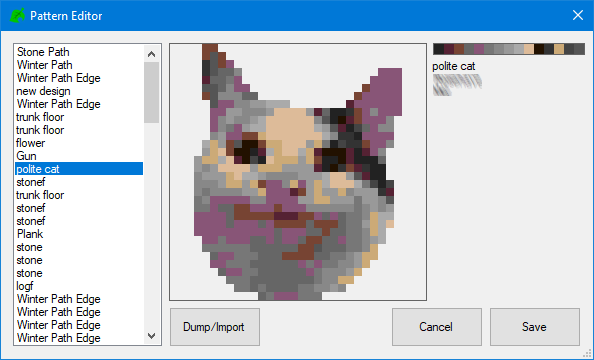 Pattern Editor
Stone Path
Winter Path
Winter Path Edge
new design
Winter Path Edge
trunk floor
trunk floor
flower
Gun
polite cat
stonef
trunk floor
stonef
stonef
Plank
stone
stone
stone
logf
Winter Path Edge
Winter Path Edge
Winter Path Edge
Winter Path Edge
polite cat
Dump/Import
Cancel
Save